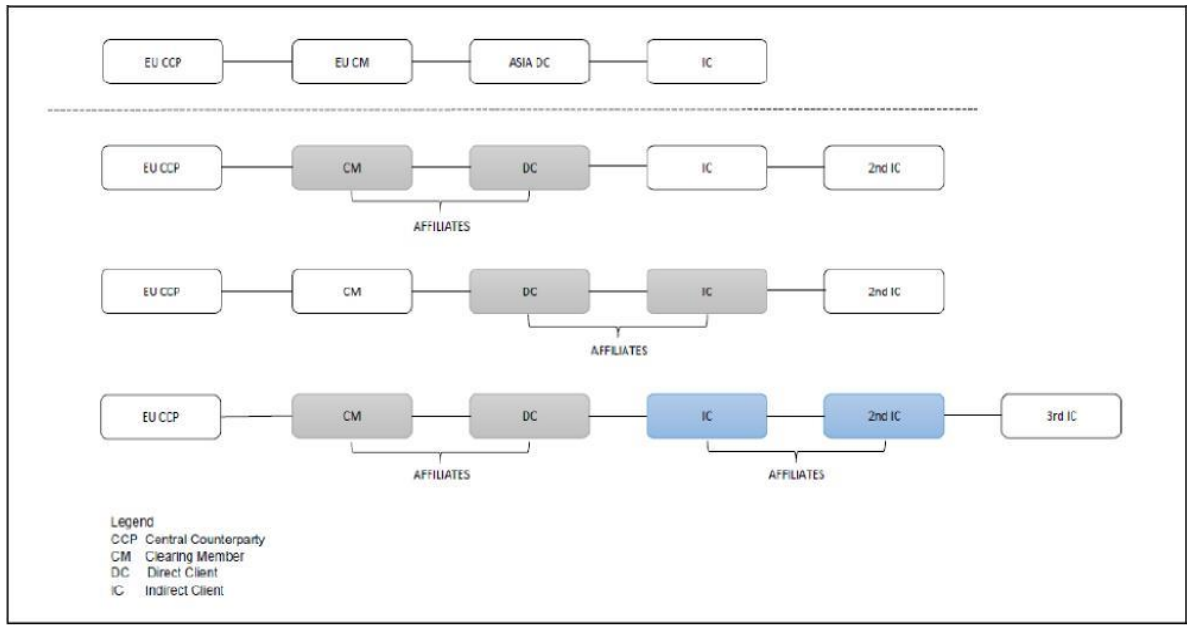 EU CCP EU CM ASIA DC IC
EU CCP CM DC IC 2nd IC
AFFILIATES
EU CCP CM DC IC 2nd IC
AFFILIATES
EU CCP CM DC IC 2nd IC 3rd IC
AFFILIATES AFFILIATES
Legend
CCP Central Counterparty
CM Clearing Member
DC Direct Client
IC Indirect Client